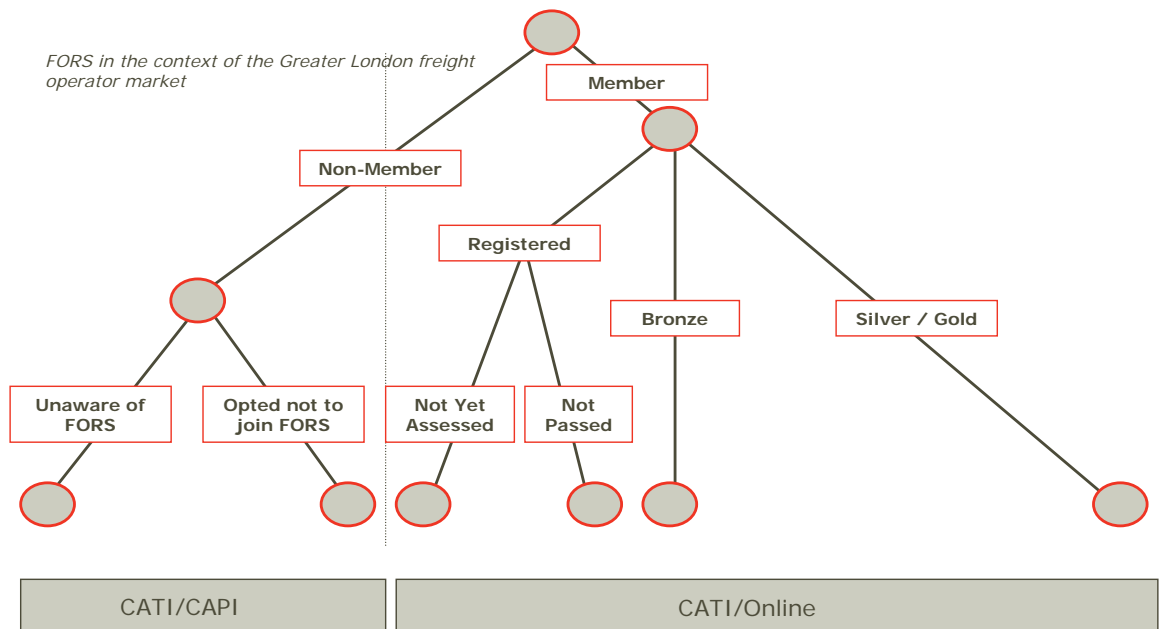 FORS in the context of the Greater London freight
operator market
Member
Non-Member
Registered
Bronze
Silver / Gold
Unaware of
FORS
Opted not to
join FORS
Not Yet
Assessed
Not
Passed
CATI/CAPI
CATI/Online